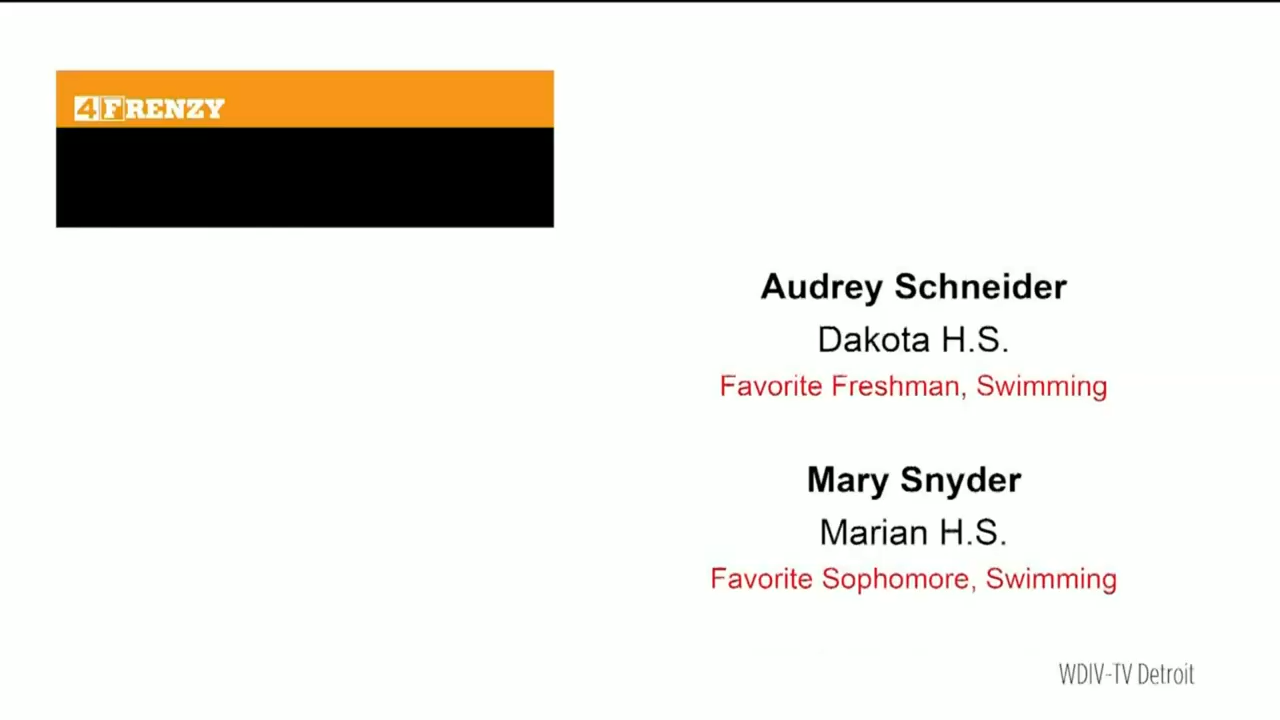 4FRENZY
Audrey Schneider
Dakota H.S.
Favorite Freshman, Swimming
Mary Snyder
Marian H.S.
Favorite Sophomore, Swimming
WDIV-TV Detroit